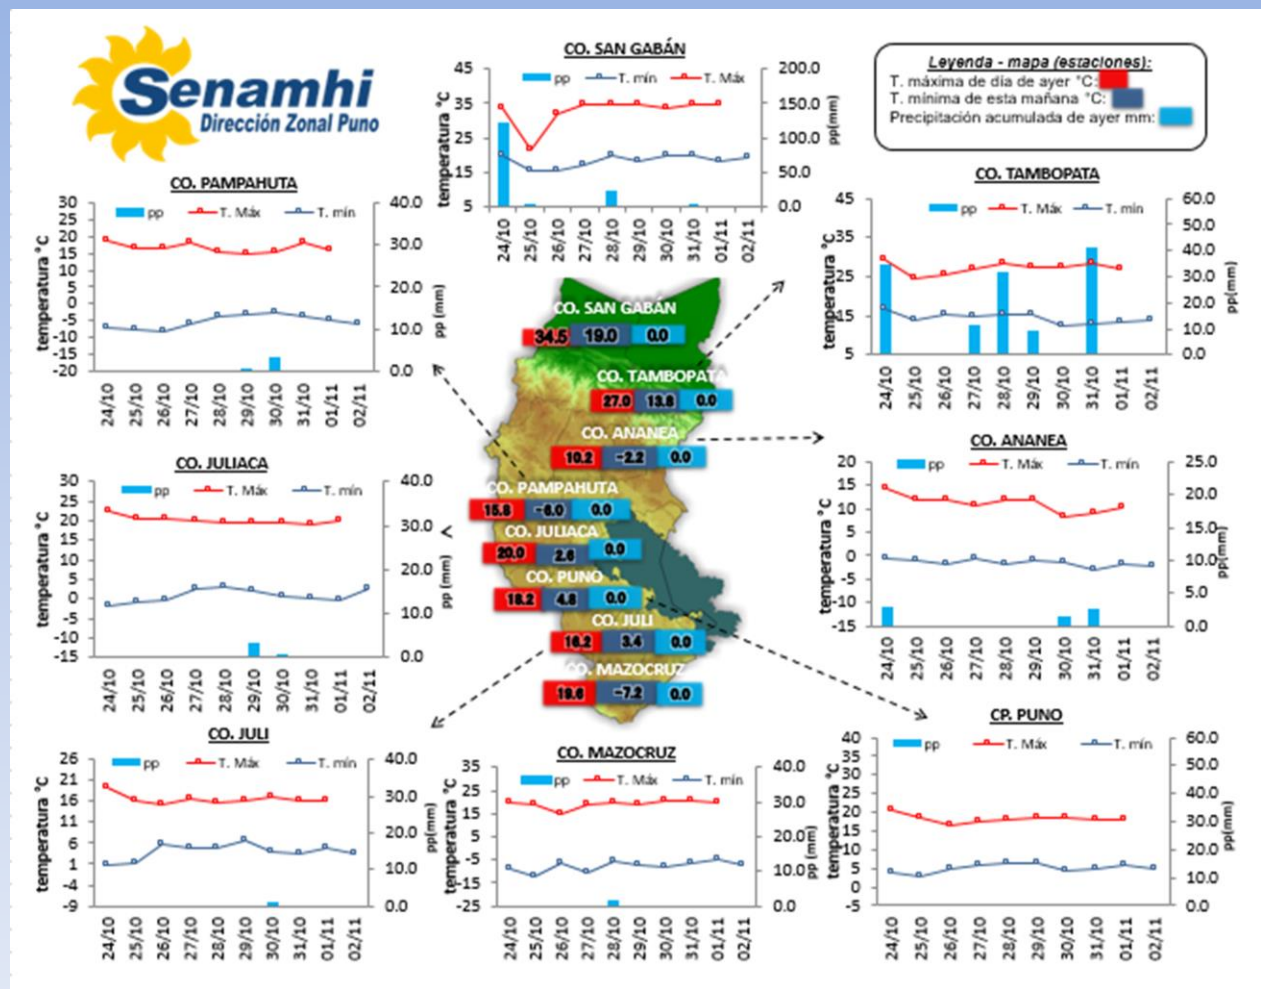 Senamhi
Dirección Zonal Puno
CO. SAN GABÁN
pp T. mín T. Máx
temperatura °C
45
35
25
15
5
200.0
150.0
100.0
50.0
0.0
pp(mm)
24/10 25/10 26/10 27/10 28/10 29/10 30/10 31/10 01/11 02/11
Leyenda - mapa (estaciones):
T. máxima de día de ayer °C:
T. mínima de esta mañana °C:
Precipitación acumulada de ayer mm:
CO. PAMPAHUTA
pp T. Máx T. mín
temperatura °C
30
25
20
15
10
5
0
-5
-10
-15
-20
40.0
30.0
20.0
10.0
0.0
pp (mm)
24/10 25/10 26/10 27/10 28/10 29/10 30/10 31/10 01/11 02/11
CO. TAMBOPATA
pp T. Máx T. mín
temperatura °C
45
35
25
15
5
60.0
50.0
40.0
30.0
20.0
10.0
0.0
pp(mm)
24/10 25/10 26/10 27/10 28/10 29/10 30/10 31/10 01/11 02/11
CO. SAN GABÁN
34.5 19.0 0.0
CO. TAMBOPATA
27.0 13.8 0.0
CO. ANANEA
10.2 -2.2 0.0
CO. PAMPAHUTA
15.8 -6.0 0.0
CO. JULIACA
20.0 2.6 0.0
CO. PUNO
18.2 4.8 0.0
CO. JULI
16.2 3.4 0.0
CO. MAZOCRUZ
19.6 -7.2 0.0
CO. JULIACA
pp T. Máx T. mín
temperatura °C
30
25
20
15
10
5
0
-5
-10
-15
40.0
30.0
20.0
10.0
0.0
pp (mm)
24/10 25/10 26/10 27/10 28/10 29/10 30/10 31/10 01/11 02/11
CO. ANANEA
pp T. Máx T. mín
temperatura °C
20
15
10
5
0
-5
-10
-15
25.0
20.0
15.0
10.0
5.0
0.0
pp(mm)
24/10 25/10 26/10 27/10 28/10 29/10 30/10 31/10 01/11 02/11
CO. JULI
pp T. Máx T. mín
temperatura °C
26
21
16
11
6
1
-4
-9
40.0
30.0
20.0
10.0
0.0
pp(mm)
24/10 25/10 26/10 27/10 28/10 29/10 30/10 31/10 01/11 02/11
CO. MAZOCRUZ
pp T. Máx T. mín
temperatura °C
35
25
15
5
-5
-15
-25
40.0
30.0
20.0
10.0
0.0
pp (mm)
24/10 25/10 26/10 27/10 28/10 29/10 30/10 31/10 01/11 02/11
CP. PUNO
pp T. Máx T. mín
temperatura °C
40
35
30
25
20
15
10
5
0
-5
60.0
50.0
40.0
30.0
20.0
10.0
0.0
pp(mm)
24/10 25/10 26/10 27/10 28/10 29/10 30/10 31/10 01/11 02/11